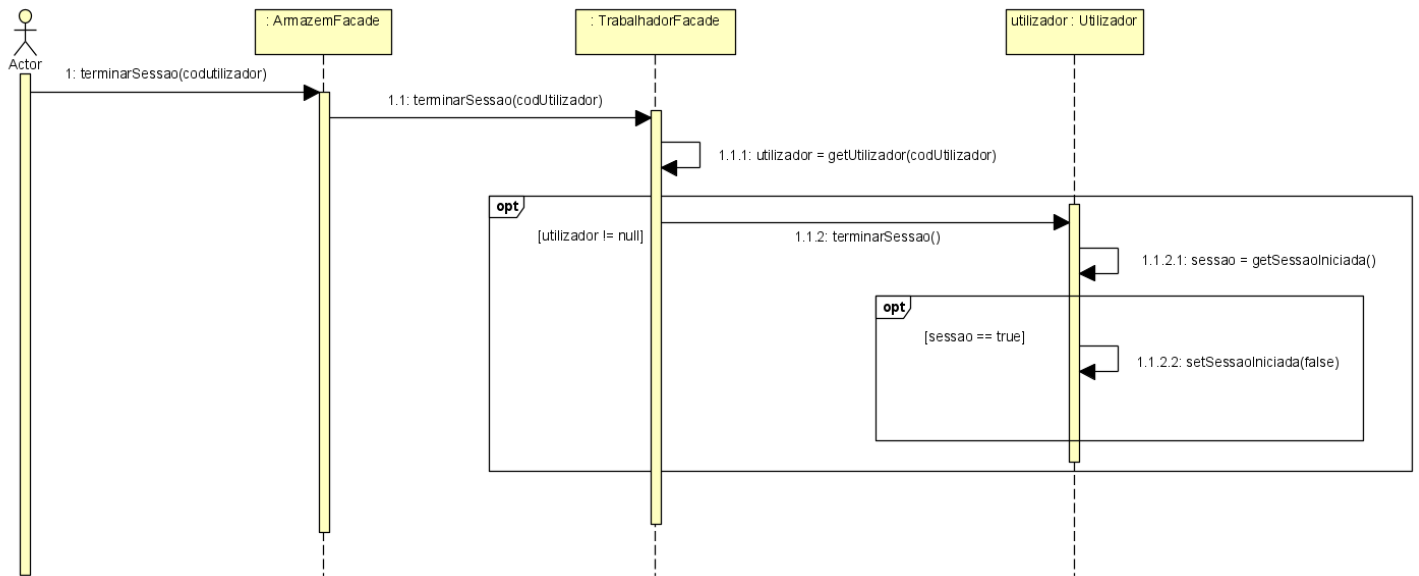 : ArmazemFacade
: TrabalhadorFacade
utilizador : Utilizador
Actor
1: terminarSessao(codutilizador)
1.1: terminarSessao(codUtilizador)
1.1.1: utilizador = getUtilizador(codUtilizador)
opt
[utilizador != null]
1.1.2: terminarSessao()
1.1.2.1: sessao = getSessaoIniciada()
opt
[sessao == true]
1.1.2.2: setSessaoIniciada(false)